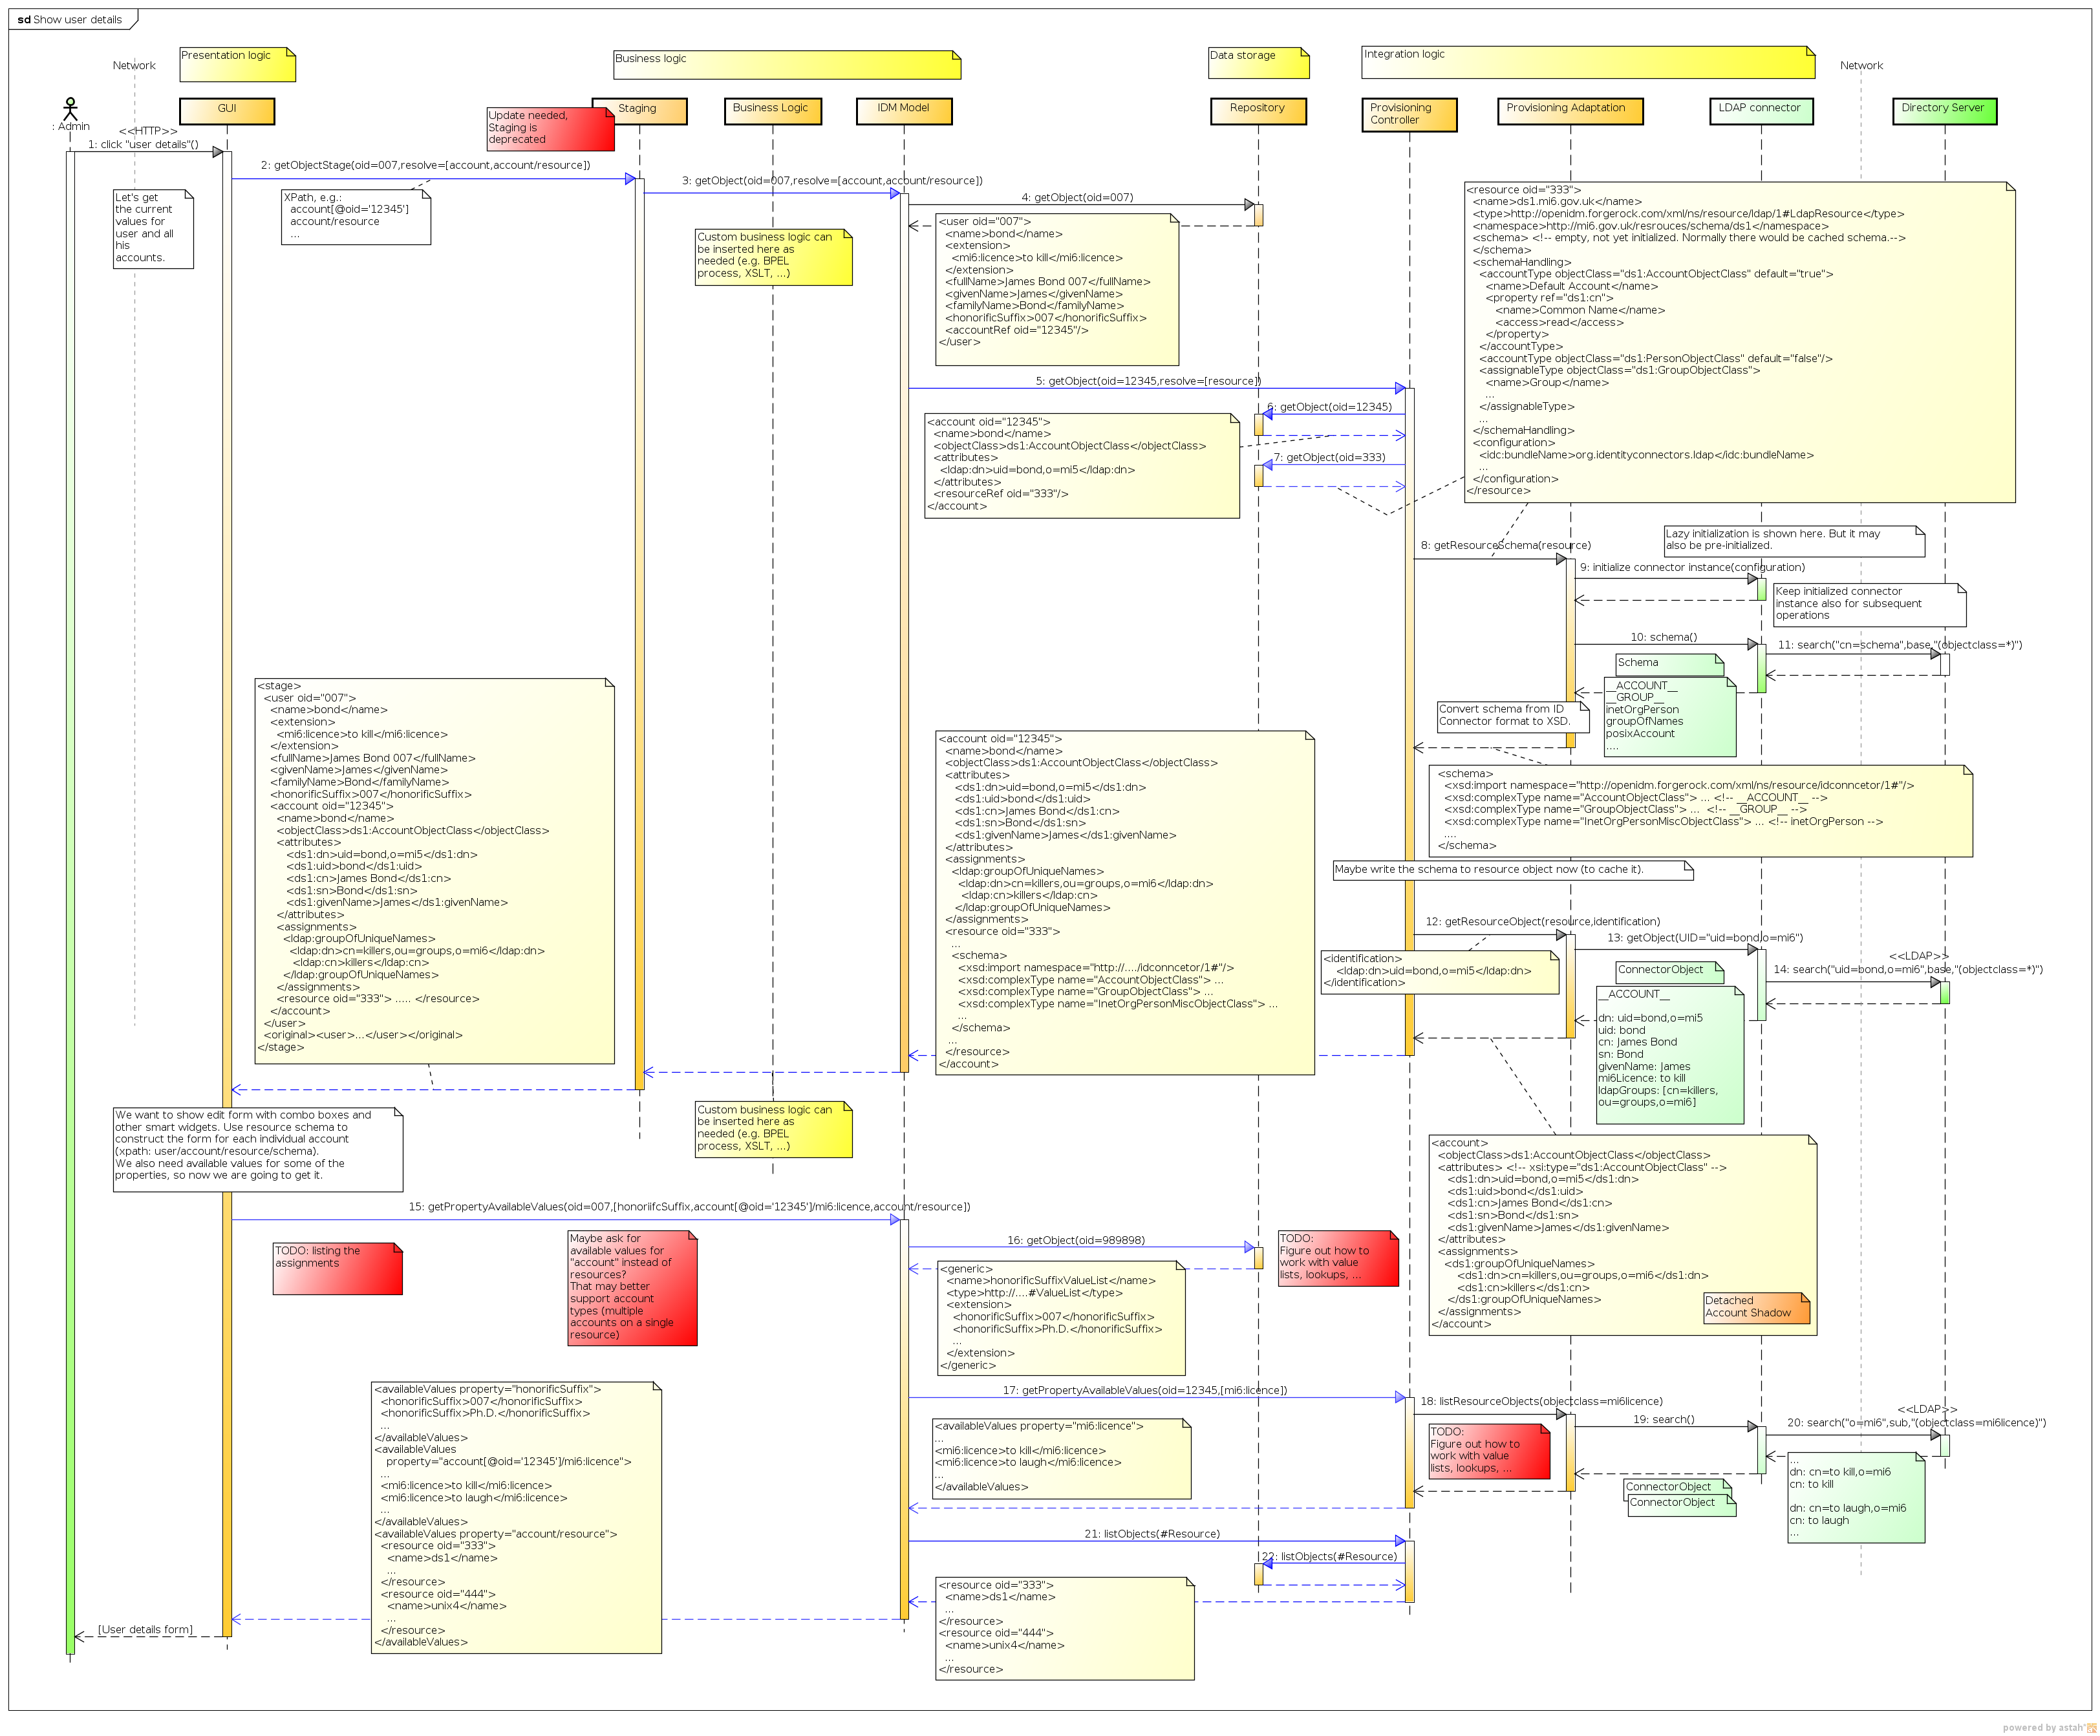 sd Show user details
Presentation logic
Business logic
Data storage
Integration logic
Network
Network
: Admin
GUI
Staging
Business Logic
IDM Model
Repository
Provisioning
Controller
Provisioning Adaptation
LDAP connector
Directory Server
Update needed,
Staging is
deprecated
<<HTTP>>
1: click "user details"()
2: getObjectStage(oid=007,resolve=[account,account/resource])
3: getObject(oid=007,resolve=[account,account/resource])
4: getObject(oid=007)
Let's get
the current
values for
user and all
his
accounts.
XPath, e.g.:
account[@oid='12345']
account/resource
...
Custom business logic can
be inserted here as
needed (e.g. BPEL
process, XSLT, ...)
<user oid="007">
<name>bond</name>
<extension>
<mi6:licence>to kill</mi6:licence>
</extension>
<fullName>James Bond 007</fullName>
<givenName>James</givenName>
<familyName>Bond</familyName>
<honorificSuffix>007</honorificSuffix>
<accountRef oid="12345"/>
</user>
<resource oid="333">
<name>ds1.mi6.gov.uk</name>
<type>http://openidm.forgerock.com/xml/ns/resource/ldap/1#LdapResource</type>
<namespace>http://mi6.gov.uk/resrouces/schema/ds1</namespace>
<schema> <!-- empty, not yet initialized. Normally there would be cached schema.-->
</schema>
<schemaHandling>
<accountType objectClass="ds1:AccountObjectClass" default="true">
<name>Default Account</name>
<property ref="ds1:cn">
<name>Common Name</name>
<access>read</access>
</property>
</accountType>
<accountType objectClass="ds1:PersonObjectClass" default="false"/>
<assignableType objectClass="ds1:GroupObjectClass">
<name>Group</name>
...
</assignableType>
...
</schemaHandling>
<configuration>
<idc:bundleName>org.identityconnectors.ldap</idc:bundleName>
...
</configuration>
</resource>
5: getObject(oid=12345,resolve=[resource])
6: getObject(oid=12345)
<account oid="12345">
<name>bond</name>
<objectClass>ds1:AccountObjectClass</objectClass>
<attributes>
<ldap:dn>uid=bond,o=mi5</ldap:dn>
</attributes>
<resourceRef oid="333"/>
</account>
7: getObject(oid=333)
8: getResourceSchema(resource)
Lazy initialization is shown here. But it may
also be pre-initialized.
9: initialize connector instance(configuration)
Keep initialized connector
instance also for subsequent
operations
10: schema()
11: search("cn=schema",base,"(objectclass=*)")
Schema
__ACCOUNT__
__GROUP__
inetOrgPerson
groupOfNames
posixAccount
....
Convert schema from ID
Connector format to XSD.
<schema>
<xsd:import namespace="http://openidm.forgerock.com/xml/ns/resource/idconncetor/1#"/>
<xsd:complexType name="AccountObjectClass"> ... <!-- __ACCOUNT__ -->
<xsd:complexType name="GroupObjectClass"> ...  <!-- __GROUP__ -->
<xsd:complexType name="InetOrgPersonMiscObjectClass"> ... <!-- inetOrgPerson -->
....
</schema>
Maybe write the schema to resource object now (to cache it).
<stage>
<user oid="007">
<name>bond</name>
<extension>
<mi6:licence>to kill</mi6:licence>
</extension>
<fullName>James Bond 007</fullName>
<givenName>James</givenName>
<familyName>Bond</familyName>
<honorificSuffix>007</honorificSuffix>
<account oid="12345">
<name>bond</name>
<objectClass>ds1:AccountObjectClass</objectClass>
<attributes>
<ds1:dn>uid=bond,o=mi5</ds1:dn>
<ds1:uid>bond</ds1:uid>
<ds1:cn>James Bond</ds1:cn>
<ds1:sn>Bond</ds1:sn>
<ds1:givenName>James</ds1:givenName>
</attributes>
<assignments>
<ldap:groupOfUniqueNames>
<ldap:dn>cn=killers,ou=groups,o=mi6</ldap:dn>
<ldap:cn>killers</ldap:cn>
</ldap:groupOfUniqueNames>
</assignments>
<resource oid="333"> ..... </resource>
</account>
</user>
<original><user>...</user></original>
</stage>
<account oid="12345">
<name>bond</name>
<objectClass>ds1:AccountObjectClass</objectClass>
<attributes>
<ds1:dn>uid=bond,o=mi5</ds1:dn>
<ds1:uid>bond</ds1:uid>
<ds1:cn>James Bond</ds1:cn>
<ds1:sn>Bond</ds1:sn>
<ds1:givenName>James</ds1:givenName>
</attributes>
<assignments>
<ldap:groupOfUniqueNames>
<ldap:dn>cn=killers,ou=groups,o=mi6</ldap:dn>
<ldap:cn>killers</ldap:cn>
</ldap:groupOfUniqueNames>
</assignments>
<resource oid="333">
...
<schema>
<xsd:import namespace="http://..../idconncetor/1#"/>
<xsd:complexType name="AccountObjectClass"> ...
<xsd:complexType name="GroupObjectClass"> ...
<xsd:complexType name="InetOrgPersonMiscObjectClass"> ...
...
</schema>
...
</resource>
</account>
12: getResourceObject(resource,identification)
<identification>
<ldap:dn>uid=bond,o=mi5</ldap:dn>
</identification>
13: getObject(UID="uid=bond,o=mi6")
<<LDAP>>
14: search("uid=bond,o=mi6",base,"(objectclass=*)")
ConnectorObject
__ACCOUNT__
dn: uid=bond,o=mi5
uid: bond
cn: James Bond
sn: Bond
givenName: James
mi6Licence: to kill
ldapGroups: [cn=killers,
ou=groups,o=mi6]
We want to show edit form with combo boxes and
other smart widgets. Use resource schema to
construct the form for each individual account
(xpath: user/account/resource/schema).
We also need available values for some of the
properties, so now we are going to get it.
Custom business logic can
be inserted here as
needed (e.g. BPEL
process, XSLT, ...)
<account>
<objectClass>ds1:AccountObjectClass</objectClass>
<attributes> <!-- xsi:type="ds1:AccountObjectClass" -->
<ds1:dn>uid=bond,o=mi5</ds1:dn>
<ds1:uid>bond</ds1:uid>
<ds1:cn>James Bond</ds1:cn>
<ds1:sn>Bond</ds1:sn>
<ds1:givenName>James</ds1:givenName>
</attributes>
<assignments>
<ds1:groupOfUniqueNames>
<ds1:dn>cn=killers,ou=groups,o=mi6</ds1:dn>
<ds1:cn>killers</ds1:cn>
</ds1:groupOfUniqueNames>
</assignments>
</account>
Detached
Account Shadow
15: getPropertyAvailableValues(oid=007,[honoriifcSuffix,account[@oid='12345']/mi6:licence,account/resource])
TODO: listing the
assignments
Maybe ask for
available values for
"account" instead of
resources?
That may better
support account
types (multiple
accounts on a single
resource)
16: getObject(oid=989898)
TODO:
Figure out how to
work with value
lists, lookups, ...
<generic>
<name>honorificSuffixValueList</name>
<type>http://....#ValueList</type>
<extension>
<honorificSuffix>007</honorificSuffix>
<honorificSuffix>Ph.D.</honorificSuffix>
...
</extension>
</generic>
17: getPropertyAvailableValues(oid=12345,[mi6:licence])
18: listResourceObjects(objectclass=mi6licence)
19: search()
<<LDAP>>
20: search("o=mi6",sub,"(objectclass=mi6licence)")
<availableValues property="honorificSuffix">
<honorificSuffix>007</honorificSuffix>
<honorificSuffix>Ph.D.</honorificSuffix>
...
</availableValues>
<availableValues
property="account[@oid='12345']/mi6:licence">
...
<mi6:licence>to kill</mi6:licence>
<mi6:licence>to laugh</mi6:licence>
...
</availableValues>
<availableValues property="account/resource">
<resource oid="333">
<name>ds1</name>
...
</resource>
<resource oid="444">
<name>unix4</name>
...
</resource>
</availableValues>
<availableValues property="mi6:licence">
...
<mi6:licence>to kill</mi6:licence>
<mi6:licence>to laugh</mi6:licence>
...
</availableValues>
TODO:
Figure out how to
work with value
lists, lookups, ...
ConnectorObject
ConnectorObject
...
dn: cn=to kill,o=mi6
cn: to kill
dn: cn=to laugh,o=mi6
cn: to laugh
...
21: listObjects(#Resource)
22: listObjects(#Resource)
<resource oid="333">
<name>ds1</name>
...
</resource>
<resource oid="444">
<name>unix4</name>
...
</resource>
[User details form]
powered by astah*